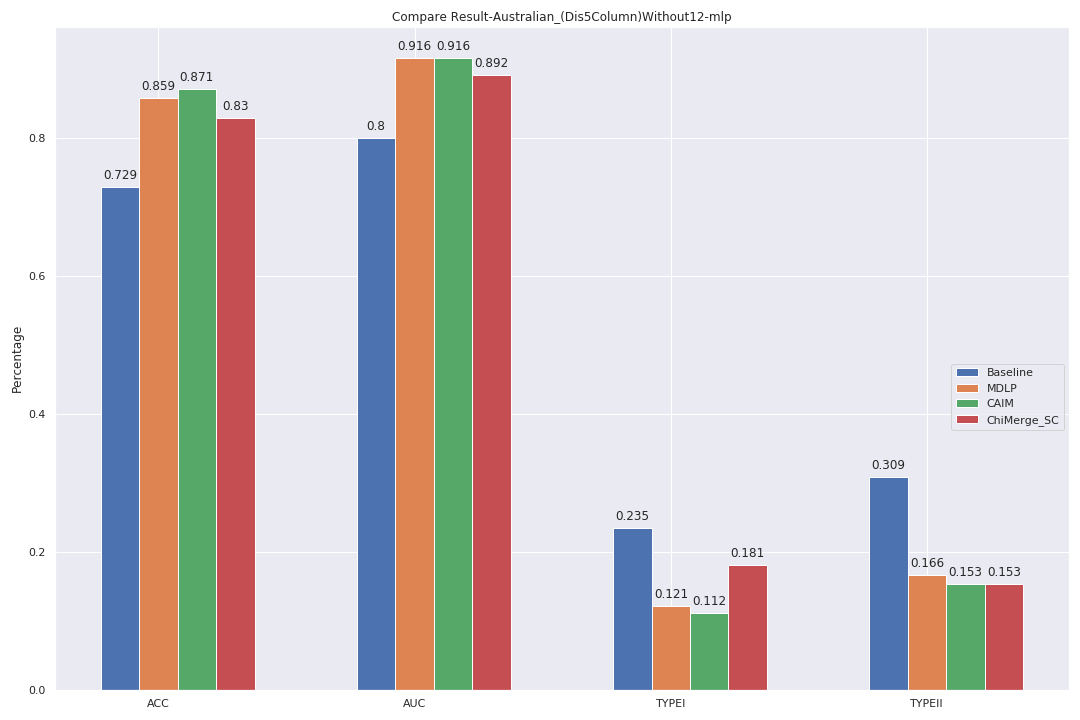 Compare Result-Australian_(Dis5Column)Without12-mlp
Percentage
0.8
0.6
0.4
0.2
0.0
0.729
0.859
0.871
0.83
0.8
0.916
0.916
0.892
0.235
0.121
0.112
0.181
0.309
0.166
0.153
0.153
ACC
AUC
TYPEI
TYPEII
Baseline
MDLP
CAIM
ChiMerge_SC